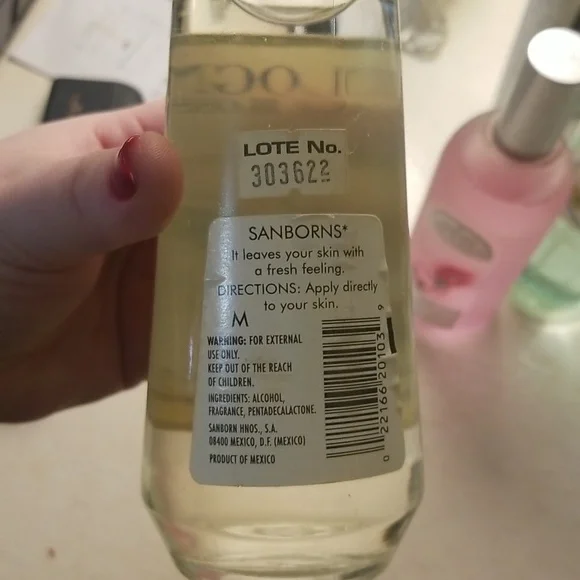 LOTE No.
303622
SANBORNS*
It leaves your skin with
a fresh feeling.
DIRECTIONS: Apply directly
to your skin.
M
WARNING: FOR EXTERNAL
USE ONLY.
KEEP OUT OF THE REACH
OF CHILDREN.
INGREDIENTS: ALCOHOL,
FRAGRANCE, PENTADECALACTONE.
SANBORN HNOS., S.A.
08400 MEXICO, D.F. (MEXICO)
PRODUCT OF MEXICO
0 22166 20103 9